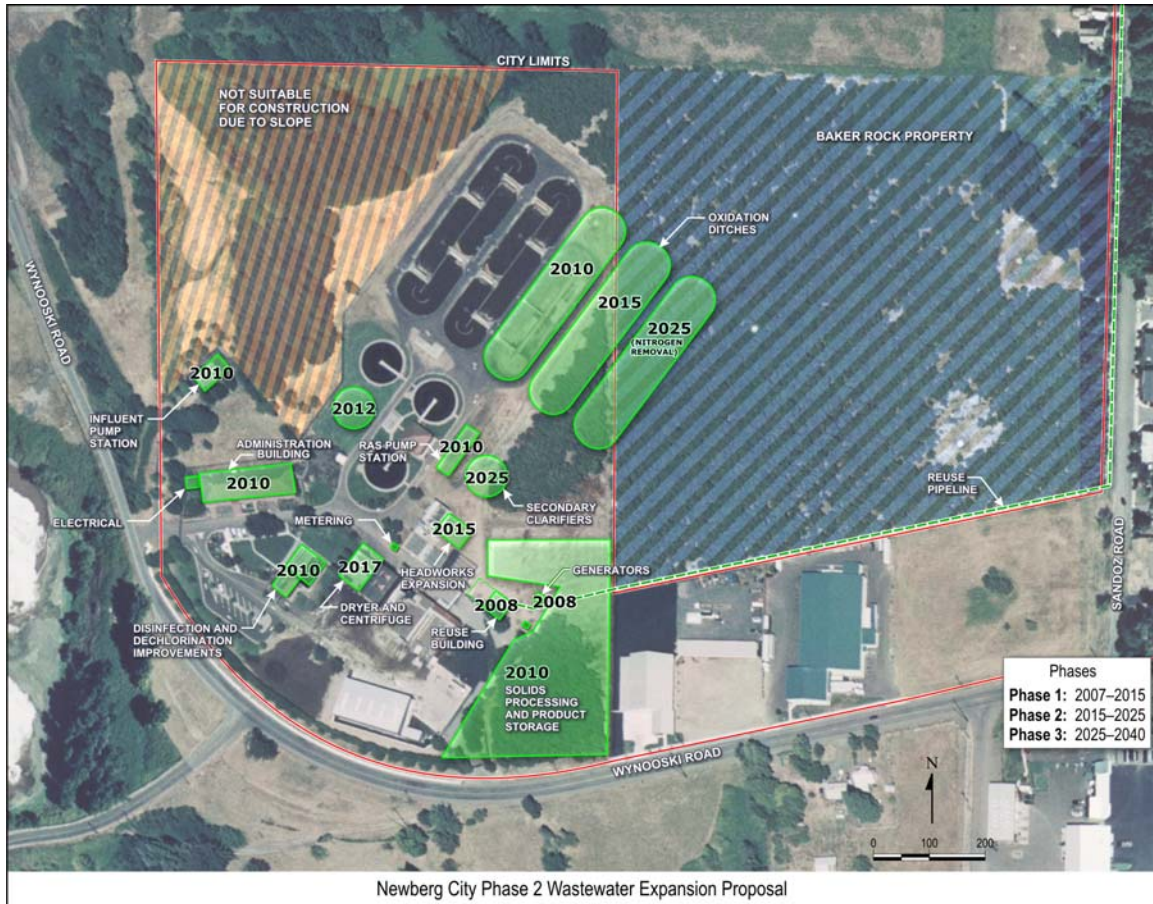 CITY LIMITS
NOT SUITABLE
FOR CONSTRUCTION
DUE TO SLOPE
BAKER ROCK PROPERTY
OXIDATION
DITCHES
2010
2015
2025
(NITROGEN
REMOVAL)
WYNOOSKI ROAD
2010
INFLUENT
PUMP
STATION
2012
ADMINISTRATION
BUILDING
2010
ELECTRICAL
RAS PUMP
STATION
2010
2025
SECONDARY
CLARIFIERS
REUSE
PIPELINE
METERING
2015
HEADWORKS
EXPANSION
GENERATORS
SANDOZ ROAD
2010
2017
2008
2008
DRYER AND
CENTRIFUGE
REUSE
BUILDING
DISINFECTION AND
DECHLORINATION
IMPROVEMENTS
2010
SOLIDS
PROCESSING
AND PRODUCT
STORAGE
Phases
Phase 1: 2007–2015
Phase 2: 2015–2025
Phase 3: 2025–2040
WYNOOSKI ROAD
N
0 100 200
Newberg City Phase 2 Wastewater Expansion Proposal